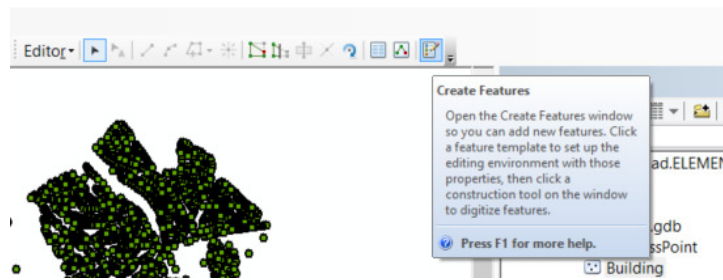 Editor
Create Features
Open the Create Features window
so you can add new features. Click
a feature template to set up the
editing environment with those
properties, then click a
construction tool on the window
to digitize features.
Press F1 for more help.
ad.ELEMEN
.gdb
ssPoint
Building